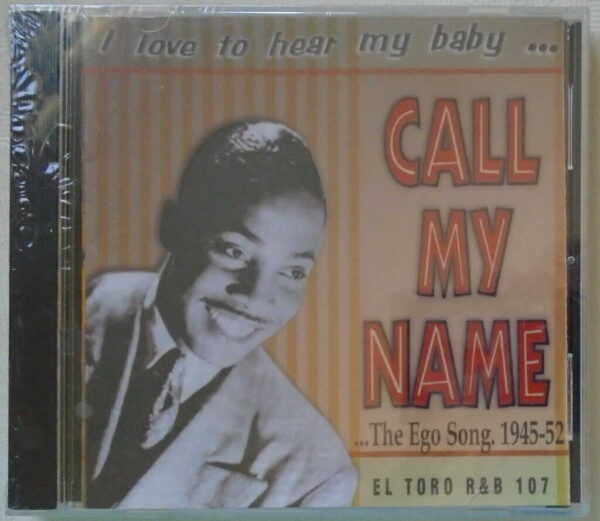 I love to hear my baby ...
CALL
MY
NAME
...The Ego Song. 1945-52
EL TORO R&B 107